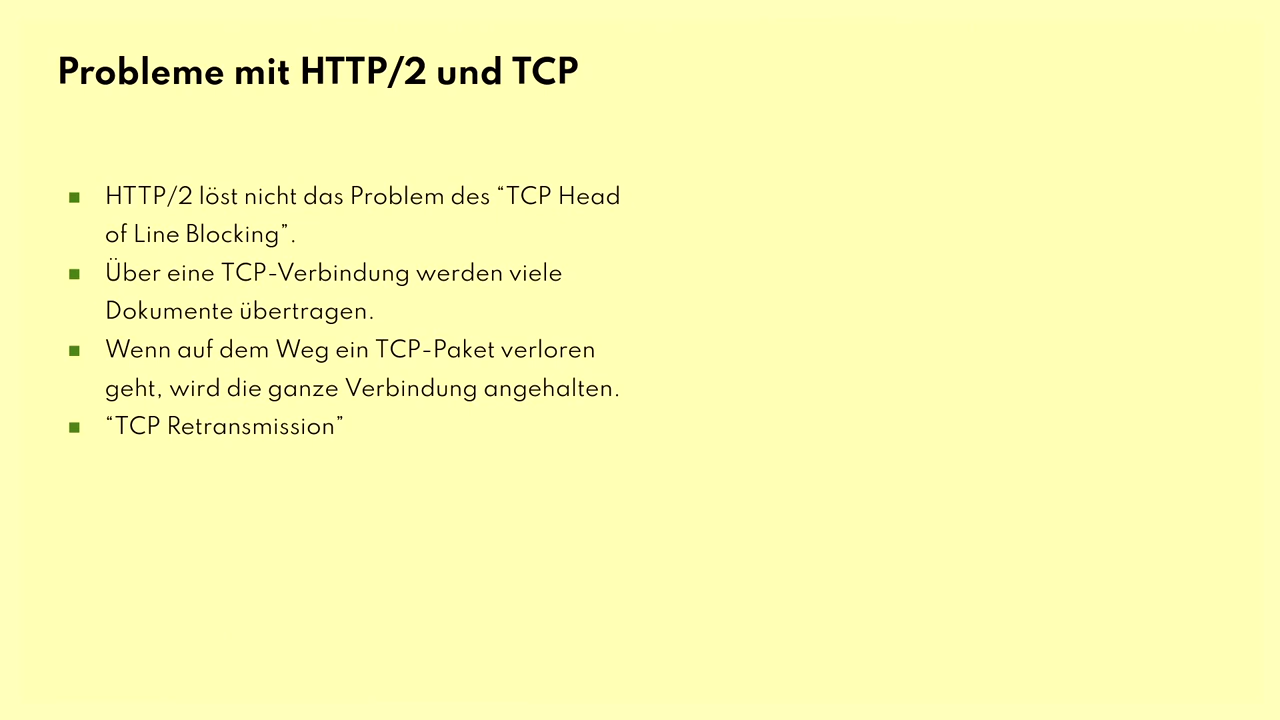 Probleme mit HTTP/2 und TCP
▪ HTTP/2 löst nicht das Problem des “TCP Head
of Line Blocking”.
▪ Über eine TCP-Verbindung werden viele
Dokumente übertragen.
▪ Wenn auf dem Weg ein TCP-Paket verloren
geht, wird die ganze Verbindung angehalten.
▪ “TCP Retransmission”